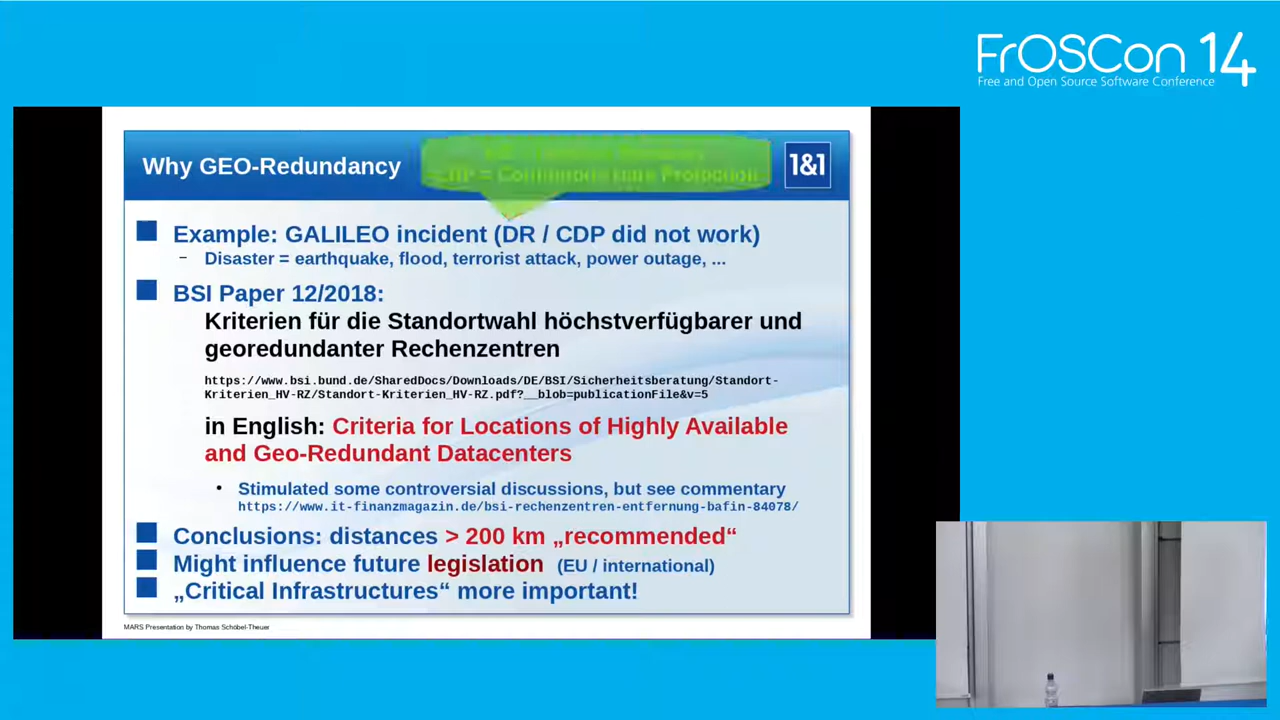 FrOSCon 14
Free and Open Source Software Conference
Why GEO-Redundancy
= Continuous Data Protection
1&1
Example: GALILEO incident (DR / CDP did not work)
– Disaster = earthquake, flood, terrorist attack, power outage, ...
BSI Paper 12/2018:
Kriterien für die Standortwahl höchstverfügbarer und
georedundanter Rechenzentren
https://www.bsi.bund.de/SharedDocs/Downloads/DE/BSI/Sicherheitsberatung/Standort-
Kriterien_HV-RZ/Standort-Kriterien_HV-RZ.pdf?__blob=publicationFile&v=5
in English: Criteria for Locations of Highly Available
and Geo-Redundant Datacenters
• Stimulated some controversial discussions, but see commentary
https://www.it-finanzmagazin.de/bsi-rechenzentren-entfernung-bafin-84078/
Conclusions: distances > 200 km „recommended“
Might influence future legislation (EU / international)
„Critical Infrastructures“ more important!
MARS Presentation by Thomas Schöbel-Theuer